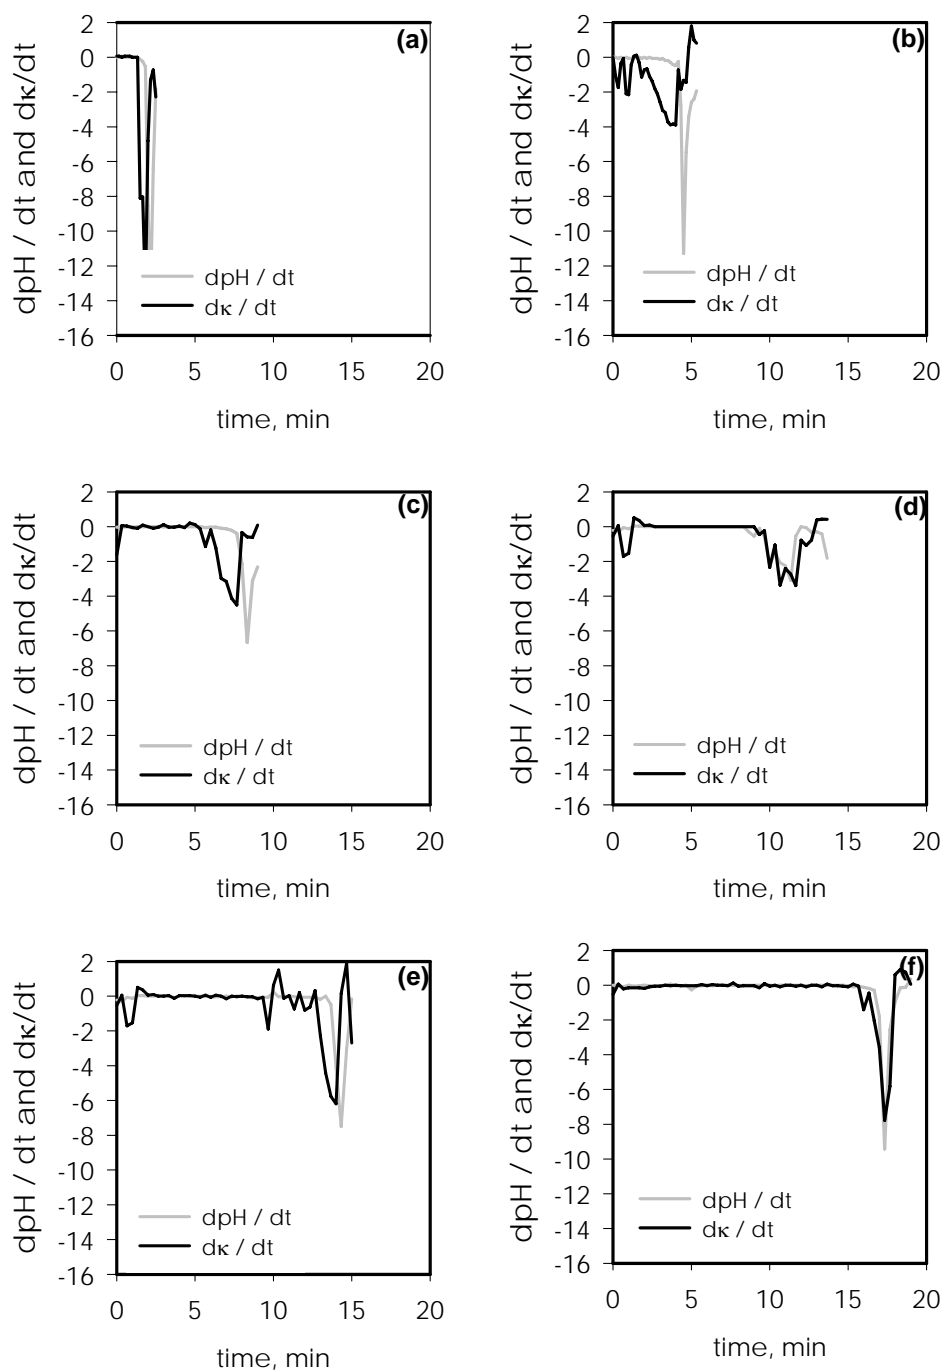 (a)
dpH / dt and dκ/dt
2
0
-2
-4
-6
-8
-10
-12
-14
-16
dpH / dt
dκ / dt
0 5 10 15 20
time, min
(b)
dpH / dt and dκ/dt
2
0
-2
-4
-6
-8
-10
-12
-14
-16
dpH / dt
dκ / dt
0 5 10 15 20
time, min
(c)
dpH / dt and dκ/dt
2
0
-2
-4
-6
-8
-10
-12
-14
-16
dpH / dt
dκ / dt
0 5 10 15 20
time, min
(d)
dpH / dt and dκ/dt
2
0
-2
-4
-6
-8
-10
-12
-14
-16
dpH / dt
dκ / dt
0 5 10 15 20
time, min
(e)
dpH / dt and dκ/dt
2
0
-2
-4
-6
-8
-10
-12
-14
-16
dpH / dt
dκ / dt
0 5 10 15 20
time, min
(f)
dpH / dt and dκ/dt
2
0
-2
-4
-6
-8
-10
-12
-14
-16
dpH / dt
dκ / dt
0 5 10 15 20
time, min